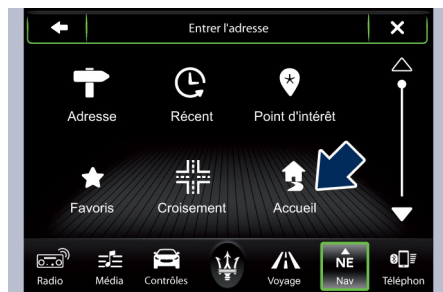 Entrer l'adresse
Adresse Récent Point d'intérêt
Favoris Croisement Accueil
NE
Radio Média Contrôles Voyage Nav Téléphon